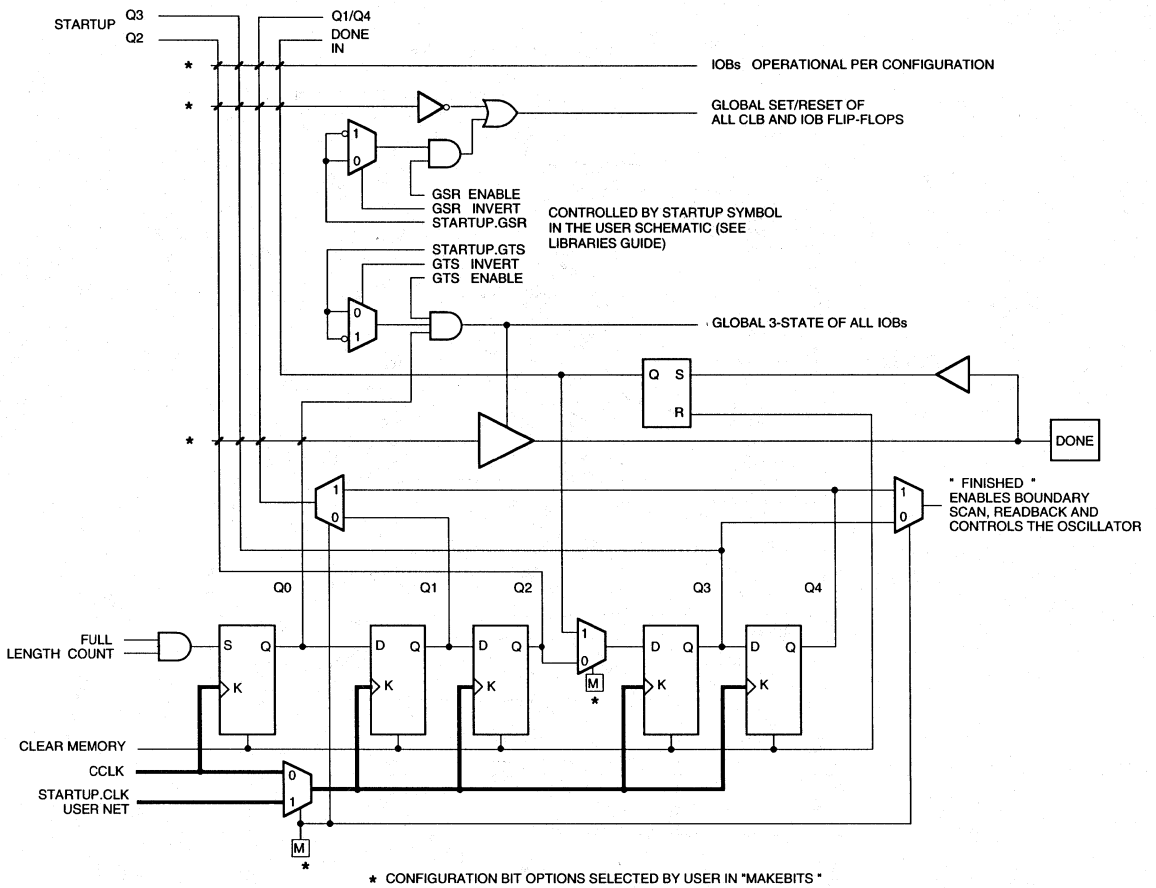 STARTUP Q3 Q2
Q1/Q4
DONE
IN
* IOBs OPERATIONAL PER CONFIGURATION
* GLOBAL SET/RESET OF
ALL CLB AND IOB FLIP-FLOPS
1
0
GSR ENABLE
GSR INVERT
STARTUP.GSR
CONTROLLED BY STARTUP SYMBOL
IN THE USER SCHEMATIC (SEE
LIBRARIES GUIDE)
STARTUP.GTS
GTS INVERT
GTS ENABLE
0
1
GLOBAL 3-STATE OF ALL IOBs
Q S
R
*
DONE
1
0
1
0
" FINISHED "
ENABLES BOUNDARY
SCAN, READBACK AND
CONTROLS THE OSCILLATOR
Q0 Q1 Q2 Q3 Q4
FULL
LENGTH COUNT
S Q
K
D Q
K
D Q
K
1
0
M
*
D Q
K
D Q
K
CLEAR MEMORY
CCLK
STARTUP.CLK
USER NET
0
1
M
*
* CONFIGURATION BIT OPTIONS SELECTED BY USER IN "MAKEBITS "